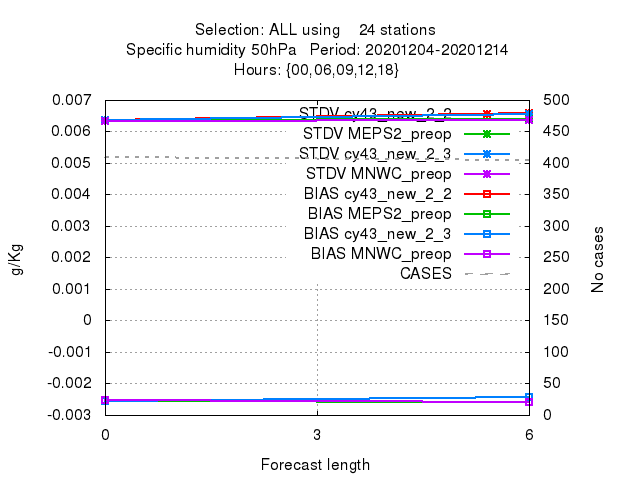 Selection: ALL using    24 stations
Specific humidity 50hPa   Period: 20201204-20201214
Hours: {00,06,09,12,18}
0.007
0.006
0.005
0.004
0.003
0.002
0.001
0
-0.001
-0.002
-0.003
g/Kg
STDV cy43_new_2_2
STDV MEPS2_preop
STDV cy43_new_2_3
STDV MNWC_preop
BIAS cy43_new_2_2
BIAS MEPS2_preop
BIAS cy43_new_2_3
BIAS MNWC_preop
CASES
500
450
400
350
300
250
200
150
100
50
0
No cases
0 3 6
Forecast length